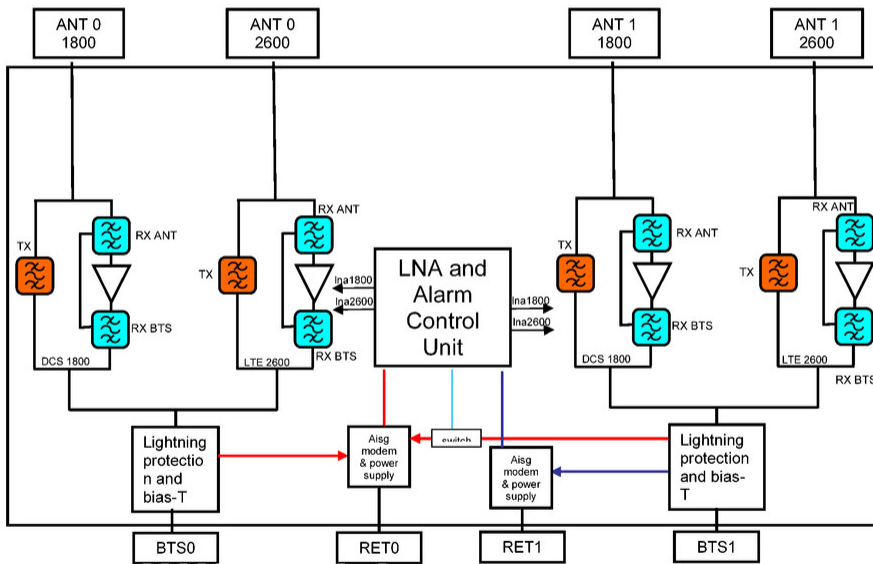 ANT 0
1800
ANT 0
2600
ANT 1
1800
ANT 1
2600
TX
RX ANT
RX BTS
DCS 1800
RX ANT
TX
RX BTS
LTE 2600
lna1800
lna2600
LNA and
Alarm
Control
Unit
lna1800
lna2600
TX
RX ANT
RX BTS
DCS 1800
RX ANT
TX
LTE 2600
RX BTS
Lightning
protectio
n and
bias-T
Aisg
modem
& power
supply
switch
Aisg
modem
& power
supply
Lightning
protection
and bias-
T
BTS0
RET0
RET1
BTS1